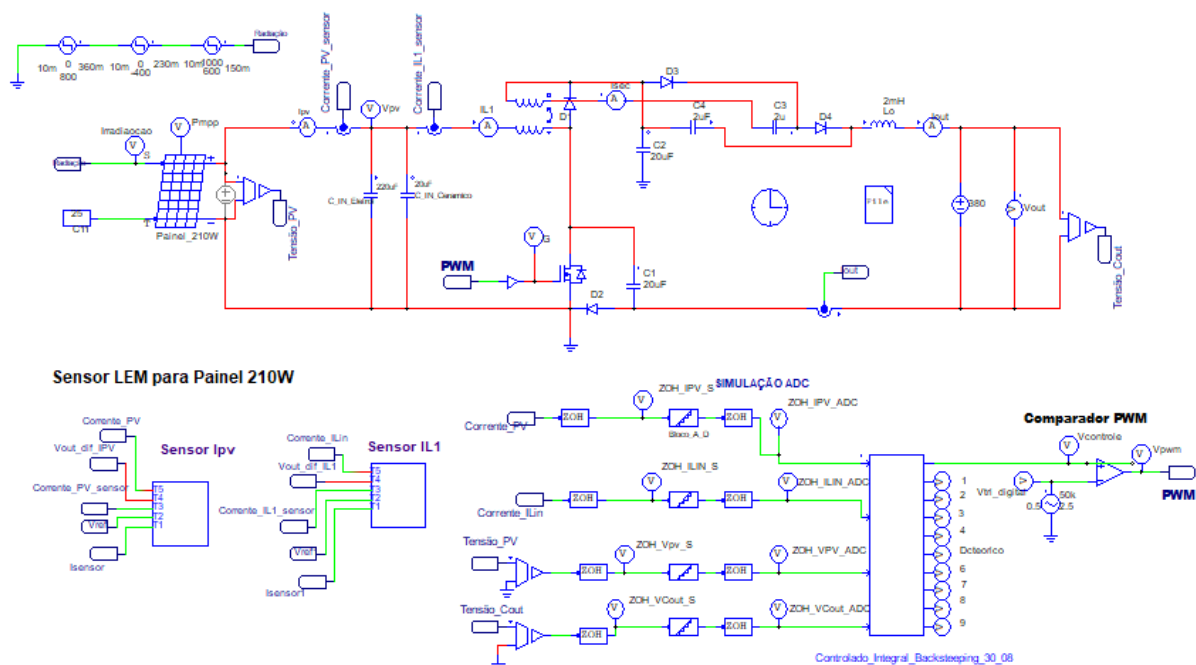 Radiação
10m 0 800 360m 10m 0 -400 230m 10m 1000 600 150m
Corrente_PV_sensor
Corrente_IL1_sensor
Ipv
Vpv
IL1
D1
Isec
D3
C4
2uF
C3
2u
D4
2mH
Lo
Iout
C2
20uF
Irradiacao
Pmpp
Radiação
S
25
T
Painel_210W
Tensão_PV
220uF
C_IN_Eletro
20uF
C_IN_Ceramico
File
380
Vout
Tensão_Cout
PWM
G
C1
20uF
D2
Iout
Sensor LEM para Painel 210W
Corrente_PV
Vout_dif_IPV
Corrente_PV_sensor
Vref
Isensor
Sensor Ipv
T5
T4
T3
T2
T1
Corrente_ILin
Vout_dif_IL1
Corrente_IL1_sensor
Vref
Isensor1
Sensor IL1
T5
T4
T3
T2
T1
SIMULAÇÃO ADC
Corrente_PV
ZOH
ZOH_IPV_S
Bloco_A_D
ZOH
ZOH_IPV_ADC
Corrente_ILin
ZOH
ZOH_ILIN_S
ZOH
ZOH_ILIN_ADC
Tensão_PV
ZOH
ZOH_Vpv_S
ZOH
ZOH_VPV_ADC
Tensão_Cout
ZOH
ZOH_VCout_S
ZOH
ZOH_VCout_ADC
1
2
3
4
Dcteorico
6
7
8
9
Controlado_Integral_Backsteeping_30_08
Comparador PWM
Vcontrole
Vpwm
Vtrl_digital
50k
0.5
2.5
PWM